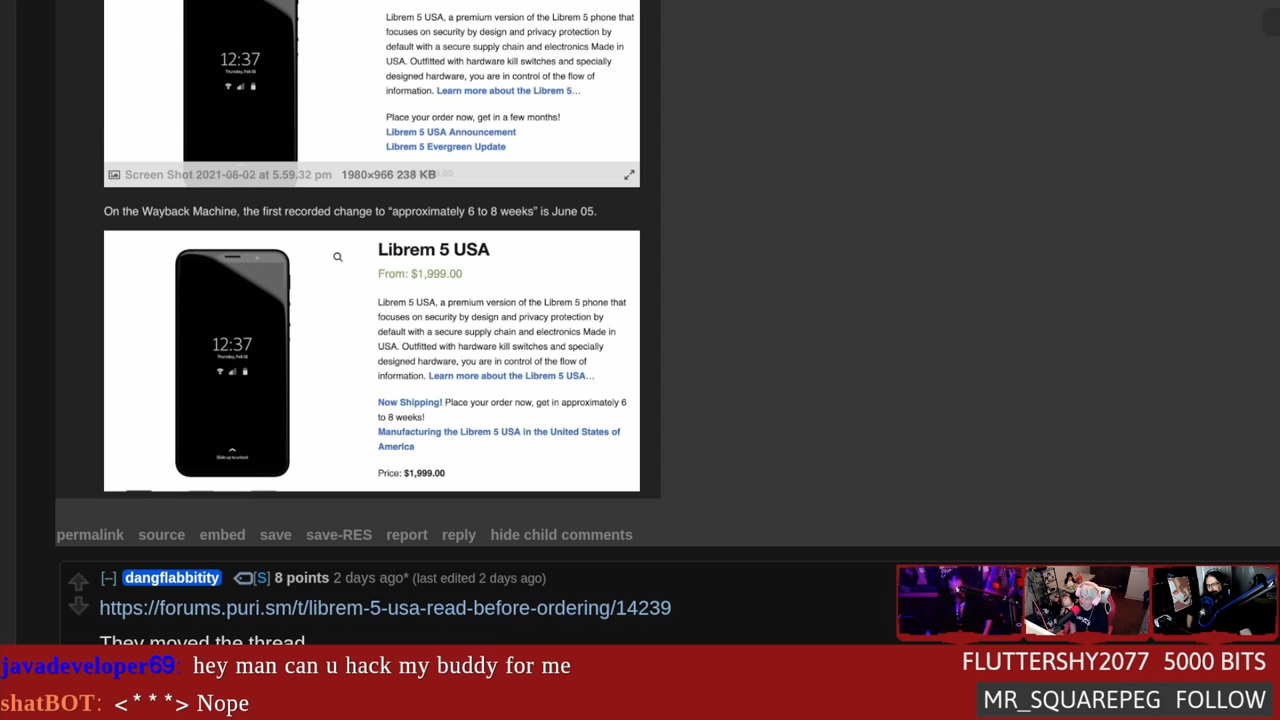 Librem 5 USA, a premium version of the Librem 5 phone that
focuses on security by design and privacy protection by
default with a secure supply chain and electronics Made in
USA. Outfitted with hardware kill switches and specially
designed hardware, you are in control of the flow of
information. Learn more about the Librem 5…
Place your order now, get in a few months!
Librem 5 USA Announcement
Librem 5 Evergreen Update
12:37
Screen Shot 2021-08-02 at 5.59.32 pm 1980×966 238 KB
On the Wayback Machine, the first recorded change to “approximately 6 to 8 weeks” is June 05.
Librem 5 USA
From: $1,999.00
Librem 5 USA, a premium version of the Librem 5 phone that
focuses on security by design and privacy protection by
default with a secure supply chain and electronics Made in
USA. Outfitted with hardware kill switches and specially
designed hardware, you are in control of the flow of
information. Learn more about the Librem 5 USA…
Now Shipping! Place your order now, get in approximately 6
to 8 weeks!
Manufacturing the Librem 5 USA in the United States of
America
Price: $1,999.00
12:37
Slide up to unlock
permalink source embed save save-RES report reply hide child comments
[–] dangflabbitity [S] 8 points 2 days ago* (last edited 2 days ago)
https://forums.puri.sm/t/librem-5-usa-read-before-ordering/14239
They moved the thread
javadeveloper69: hey man can u hack my buddy for me
shatBOT: <***> Nope
FLUTTERSHY2077 5000 BITS
MR_SQUAREPEG FOLLOW